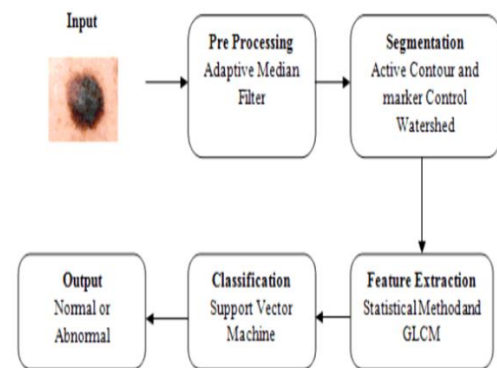 Input
Pre Processing
Adaptive Median
Filter
Segmentation
Active Contour and
marker Control
Watershed
Feature Extraction
Statistical Method and
GLCM
Classification
Support Vector
Machine
Output
Normal or
Abnormal